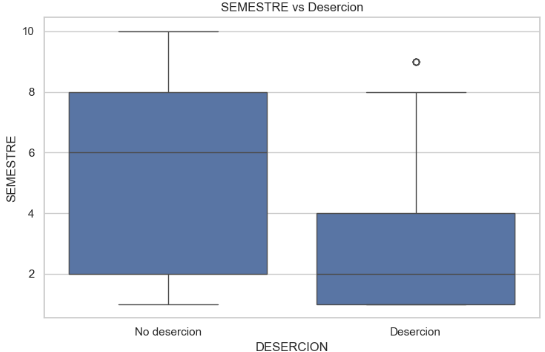 SEMESTRE vs Desercion
10
8
6
4
2
SEMESTRE
No desercion
Desercion
DESERCION